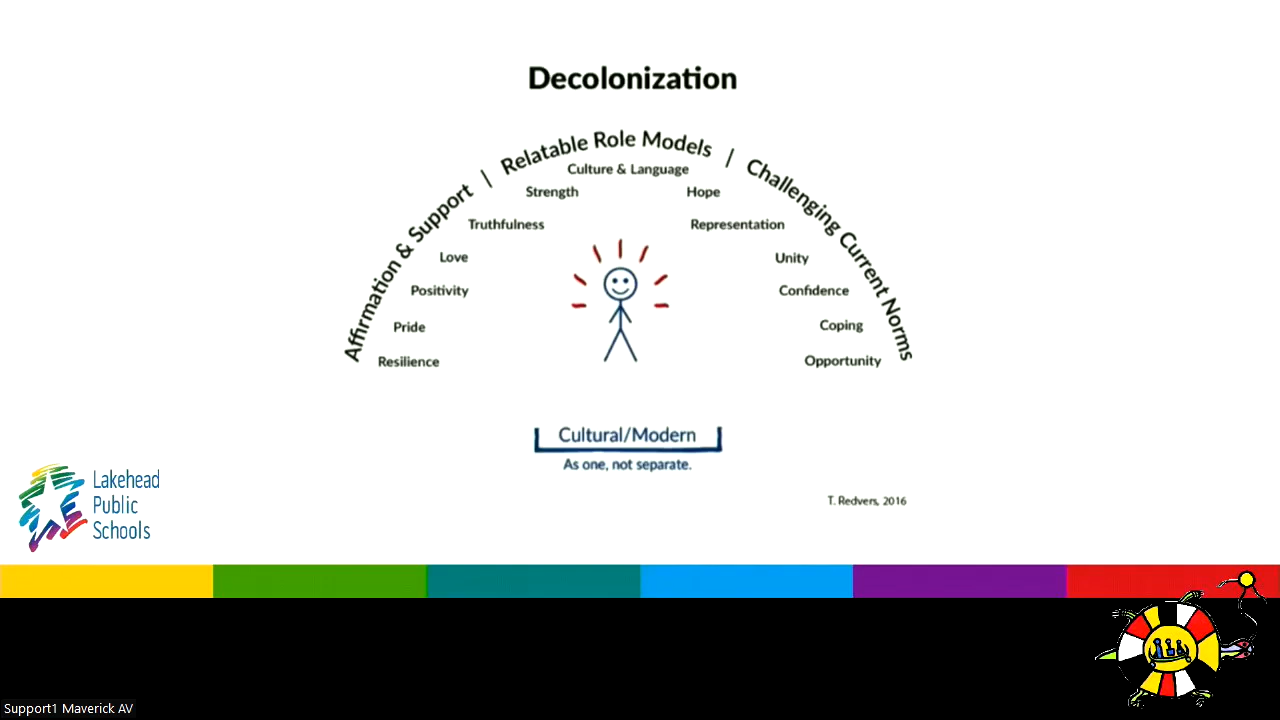 Decolonization
Affirmation & Support | Relatable Role Models | Challenging Current Norms
Culture & Language
Strength
Hope
Truthfulness
Representation
Love
Unity
Positivity
Confidence
Pride
Coping
Resilience
Opportunity
Cultural/Modern
As one, not separate.
T. Redvers, 2016
Lakehead
Public
Schools
Support1 Maverick AV